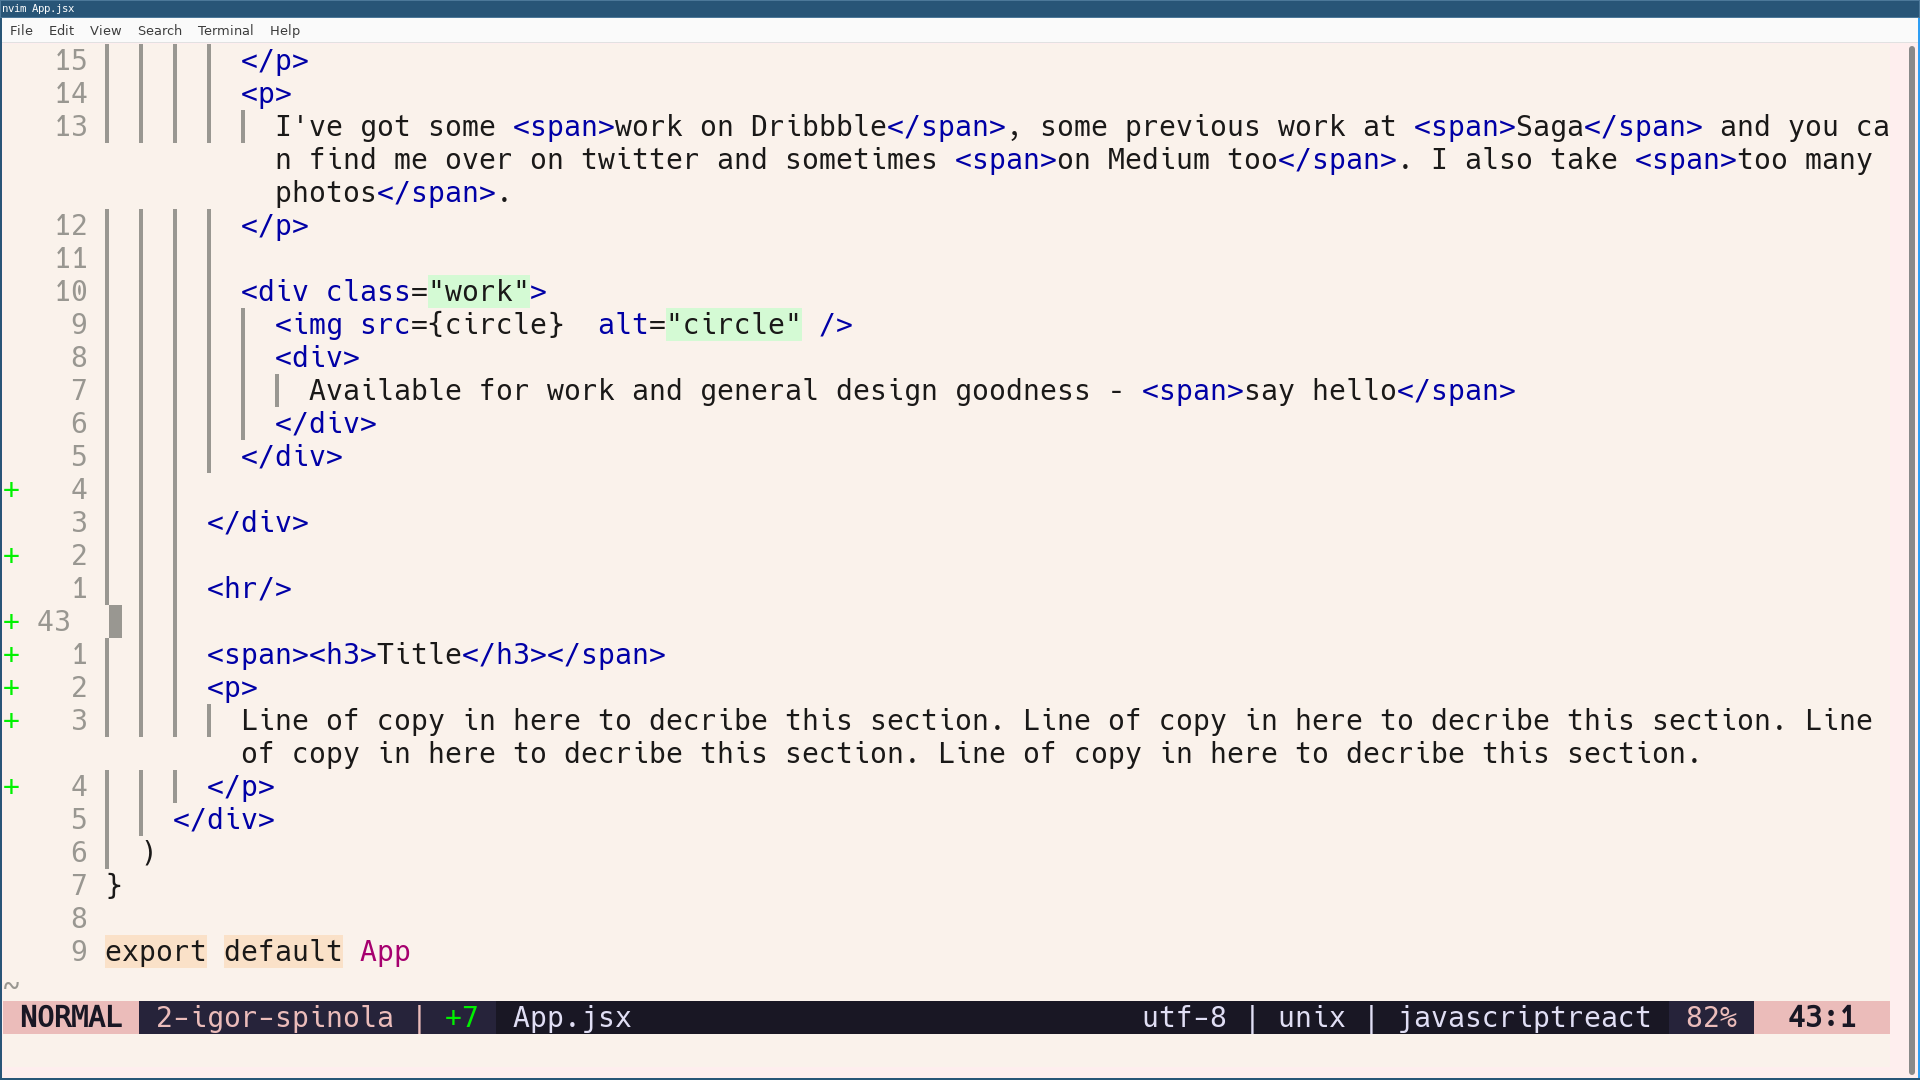 nvim App.jsx
File Edit View Search Terminal Help
15 </p>
14 <p>
13 I've got some <span>work on Dribbble</span>, some previous work at <span>Saga</span> and you ca
n find me over on twitter and sometimes <span>on Medium too</span>. I also take <span>too many
photos</span>.
12 </p>
11
10 <div class="work">
9 <img src={circle}  alt="circle" />
8 <div>
7 Available for work and general design goodness - <span>say hello</span>
6 </div>
5 </div>
+ 4
3 </div>
+ 2
1 <hr/>
+ 43
+ 1 <span><h3>Title</h3></span>
+ 2 <p>
+ 3 Line of copy in here to decribe this section. Line of copy in here to decribe this section. Line
of copy in here to decribe this section. Line of copy in here to decribe this section.
+ 4 </p>
5 </div>
6 )
7 }
8
9 export default App
~
NORMAL 2-igor-spinola | +7 App.jsx utf-8 | unix | javascriptreact 82% 43:1